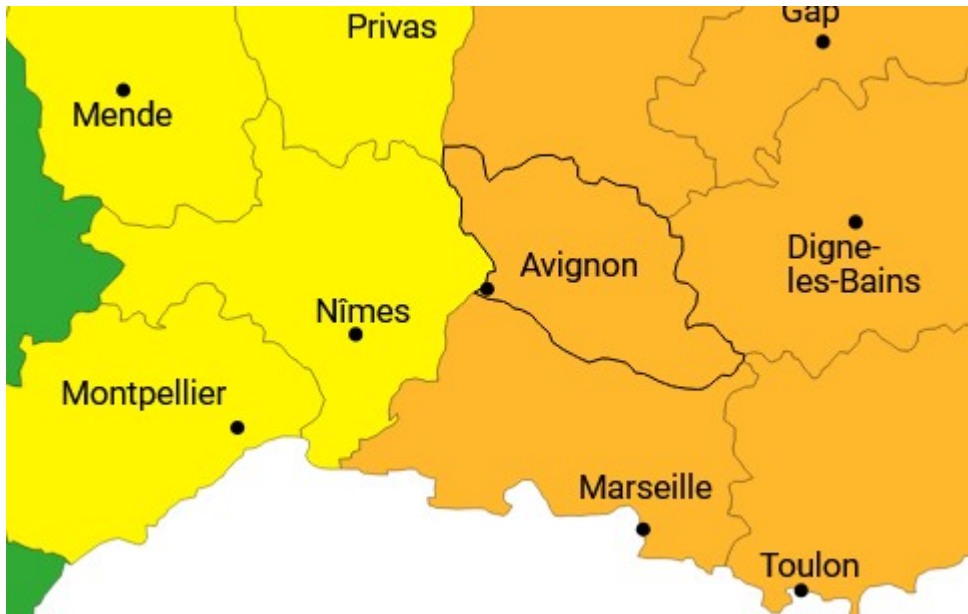 Privas
Gap
Mende
Avignon
Digne-
les-Bains
Nîmes
Montpellier
Marseille
Toulon